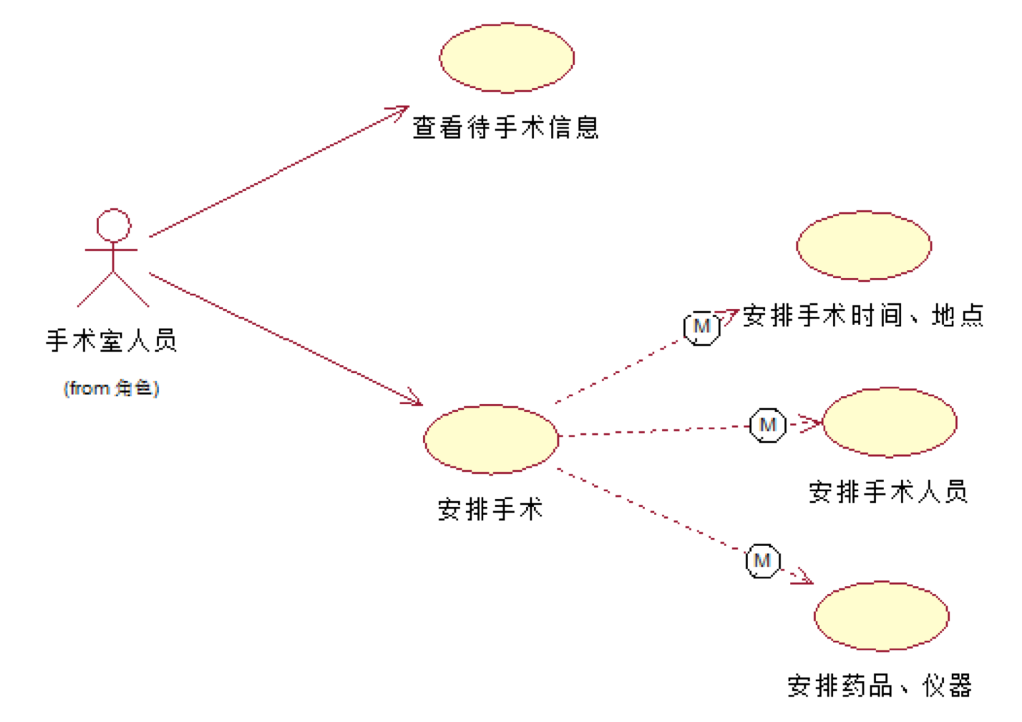 查看待手术信息
手术室人员
(from 角色)
安排手术
M
安排手术时间、地点
M
安排手术人员
M
安排药品、仪器